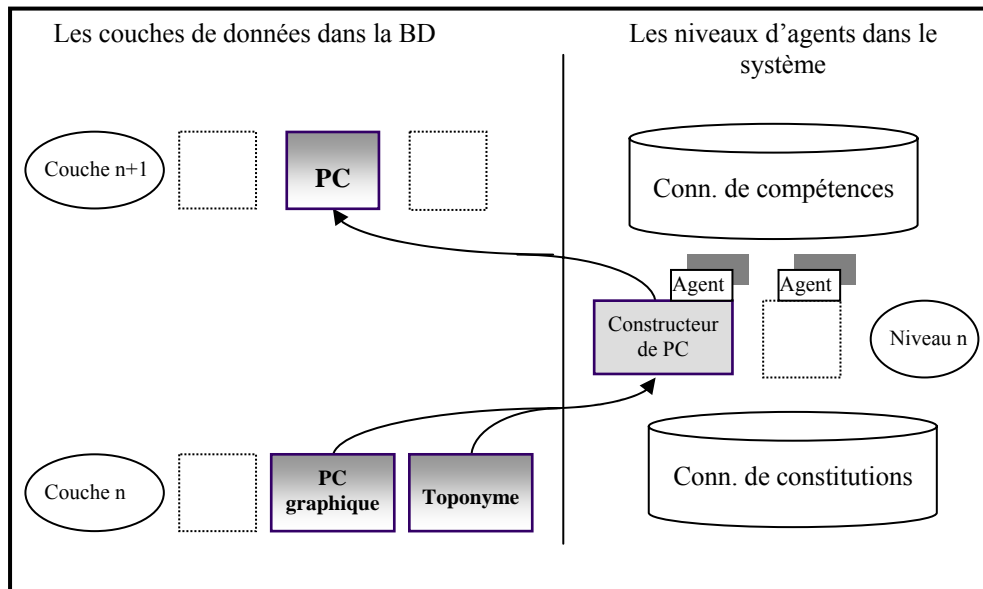 Les couches de données dans la BD
Les niveaux d’agents dans le
système
Couche n+1
PC
Conn. de compétences
Agent
Agent
Constructeur
de PC
Niveau n
Couche n
PC
graphique
Toponyme
Conn. de constitutions